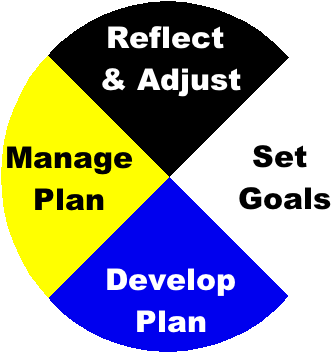 Reflect
& Adjust
Set
Goals
Develop
Plan
Manage
Plan